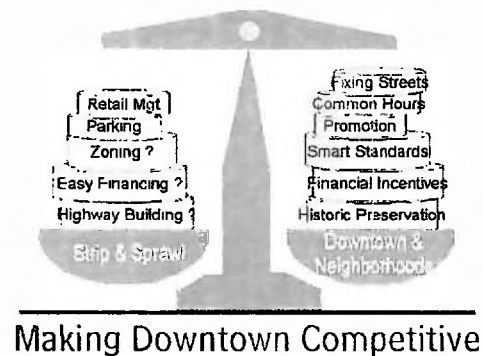 Retail Mgt
Parking
Zoning ?
Easy Financing ?
Highway Building ?
Strip & Sprawl
Fixing Streets
Common Hours
Promotion
Smart Standards
Financial Incentives
Historic Preservation
Downtown &
Neighborhoods
Making Downtown Competitive